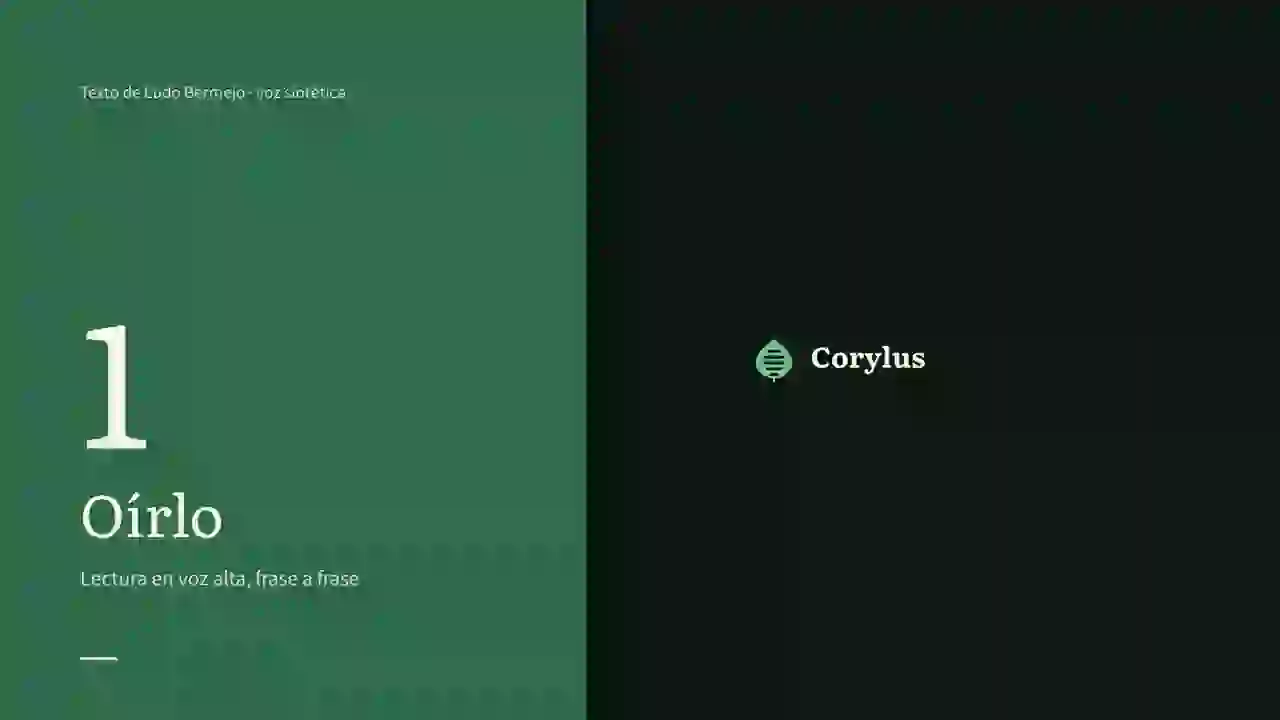 Texto de Ludo Bermejo · voz sintética
1
Oírlo
Lectura en voz alta, frase a frase
Corylus